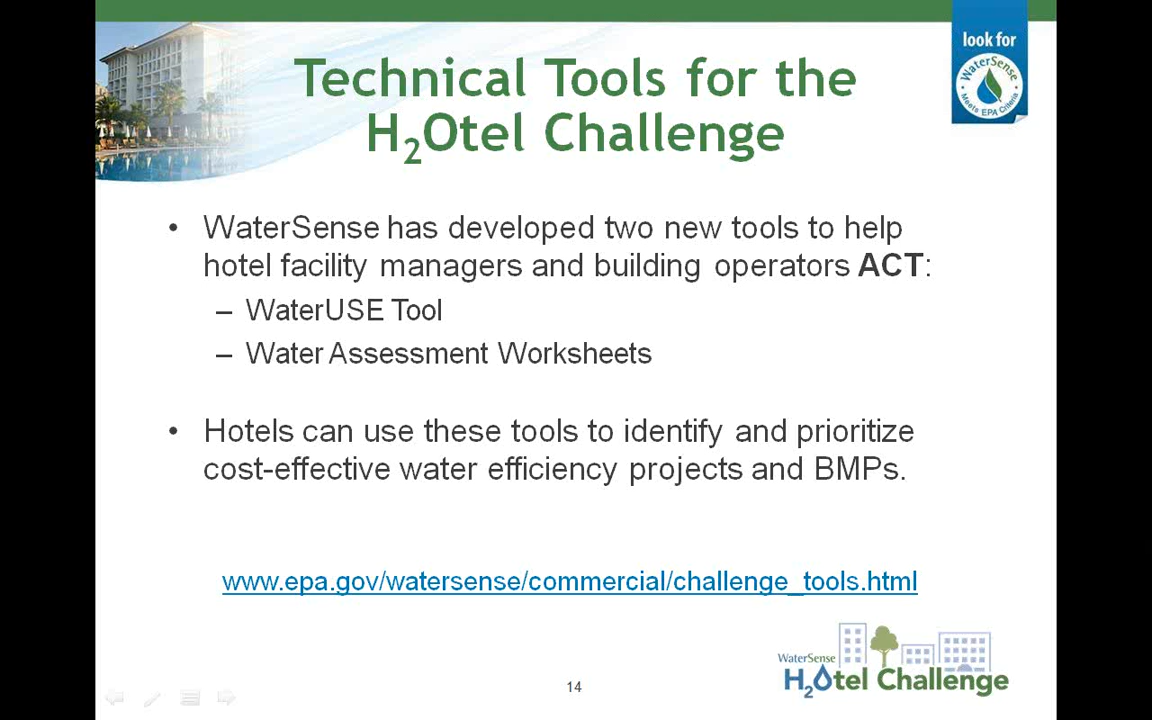 look for
WaterSense
Meets EPA Criteria
Technical Tools for the
H₂Otel Challenge
• WaterSense has developed two new tools to help
hotel facility managers and building operators ACT:
– WaterUSE Tool
– Water Assessment Worksheets
• Hotels can use these tools to identify and prioritize
cost-effective water efficiency projects and BMPs.
www.epa.gov/watersense/commercial/challenge_tools.html
WaterSense
H₂Otel Challenge
14